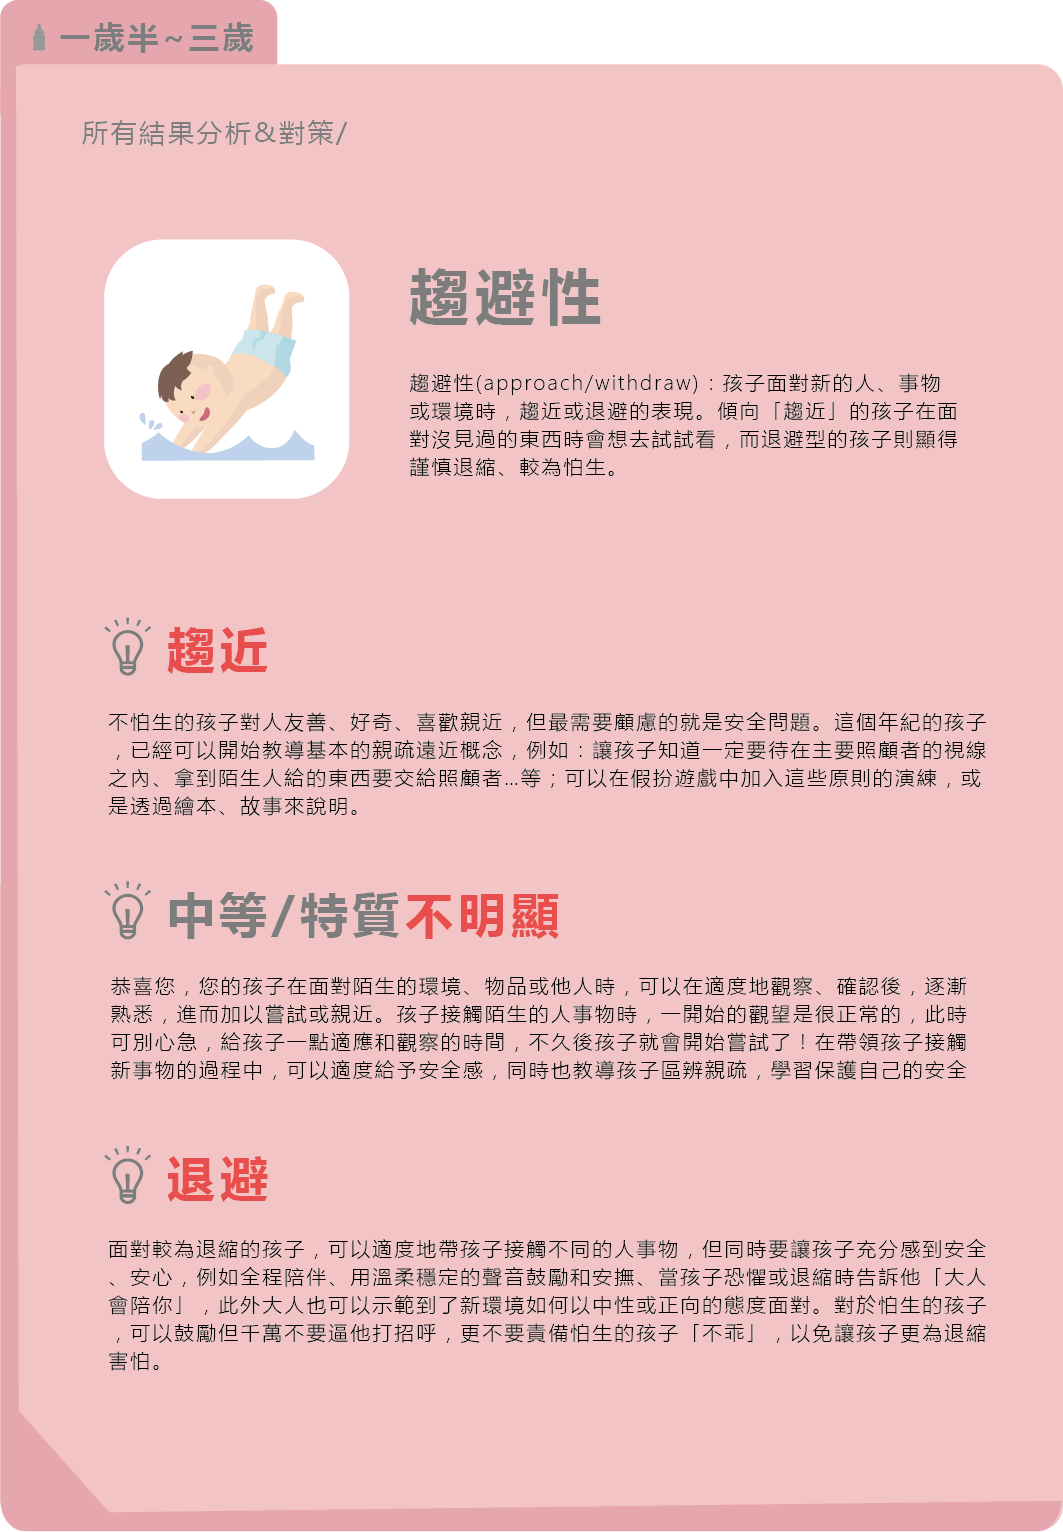 一歲半~三歲
所有結果分析&對策/
趨避性
趨避性(approach/withdraw)：孩子面對新的人、事物
或環境時，趨近或退避的表現。傾向「趨近」的孩子在面
對沒見過的東西時會想去試試看，而退避型的孩子則顯得
謹慎退縮、較為怕生。
趨近
不怕生的孩子對人友善、好奇、喜歡親近，但最需要顧慮的就是安全問題。這個年紀的孩子
，已經可以開始教導基本的親疏遠近概念，例如：讓孩子知道一定要待在主要照顧者的視線
之內、拿到陌生人給的東西要交給照顧者...等；可以在假扮遊戲中加入這些原則的演練，或
是透過繪本、故事來說明。
中等/特質不明顯
恭喜您，您的孩子在面對陌生的環境、物品或他人時，可以在適度地觀察、確認後，逐漸
熟悉，進而加以嘗試或親近。孩子接觸陌生的人事物時，一開始的觀望是很正常的，此時
可別心急，給孩子一點適應和觀察的時間，不久後孩子就會開始嘗試了！在帶領孩子接觸
新事物的過程中，可以適度給予安全感，同時也教導孩子區辨親疏，學習保護自己的安全
退避
面對較為退縮的孩子，可以適度地帶孩子接觸不同的人事物，但同時要讓孩子充分感到安全
、安心，例如全程陪伴、用溫柔穩定的聲音鼓勵和安撫、當孩子恐懼或退縮時告訴他「大人
會陪你」，此外大人也可以示範到了新環境如何以中性或正向的態度面對。對於怕生的孩子
，可以鼓勵但千萬不要逼他打招呼，更不要責備怕生的孩子「不乖」，以免讓孩子更為退縮
害怕。